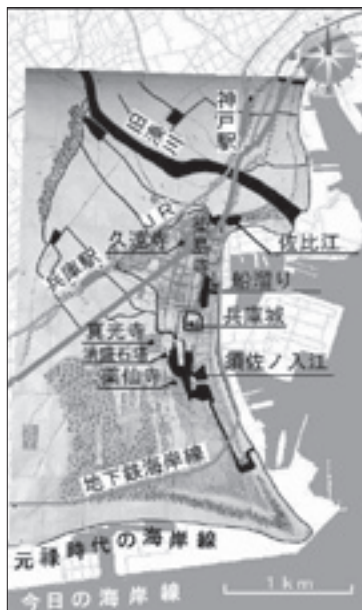 神戸駅
旧湊川
JR
兵庫駅
久遠寺
佐比江
船溜り
兵庫城
真光寺
清盛石塔
須佐ノ入江
薬仙寺
地下鉄海岸線
元禄時代の海岸線
今日の海岸線
1km